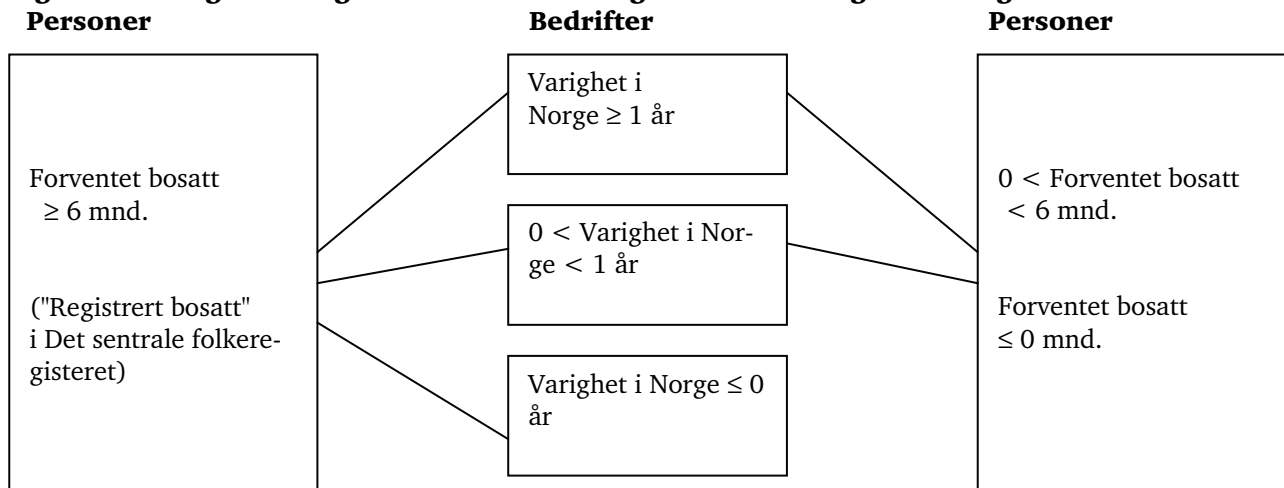 Personer
Bedrifter
Personer
Forventet bosatt
≥ 6 mnd.
("Registrert bosatt"
i Det sentrale folkere-
gisteret)
Varighet i
Norge ≥ 1 år
0 < Varighet i Nor-
ge < 1 år
Varighet i Norge ≤ 0
år
0 < Forventet bosatt
< 6 mnd.
Forventet bosatt
≤ 0 mnd.